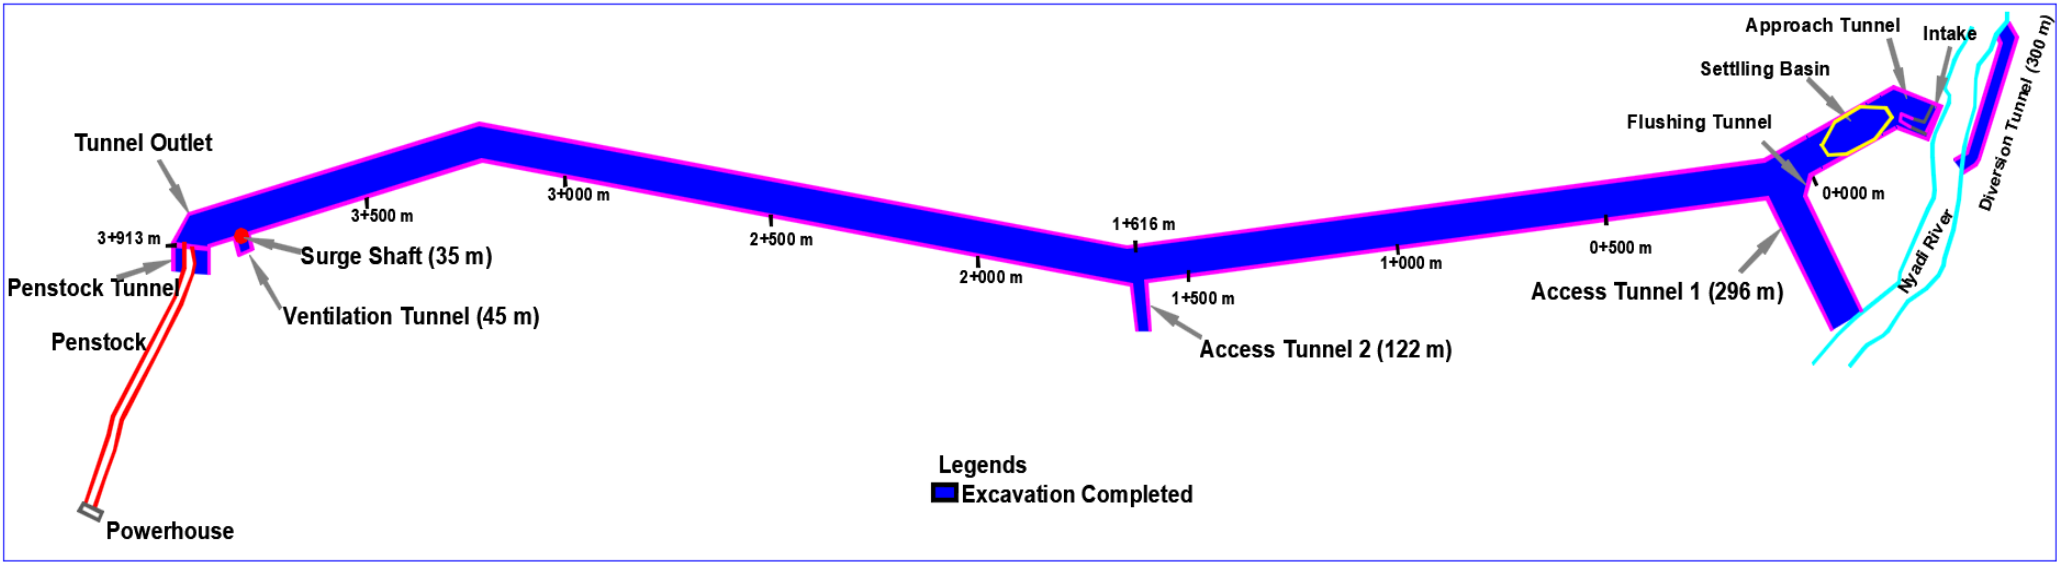 Approach Tunnel
Intake
Settlling Basin
Flushing Tunnel
Diversion Tunnel (300 m)
Tunnel Outlet
3+000 m
0+000 m
3+500 m
1+616 m
3+913 m
2+500 m
0+500 m
Surge Shaft (35 m)
1+000 m
Nyadi River
2+000 m
Penstock Tunnel
1+500 m
Access Tunnel 1 (296 m)
Ventilation Tunnel (45 m)
Penstock
Access Tunnel 2 (122 m)
Legends
Excavation Completed
Powerhouse